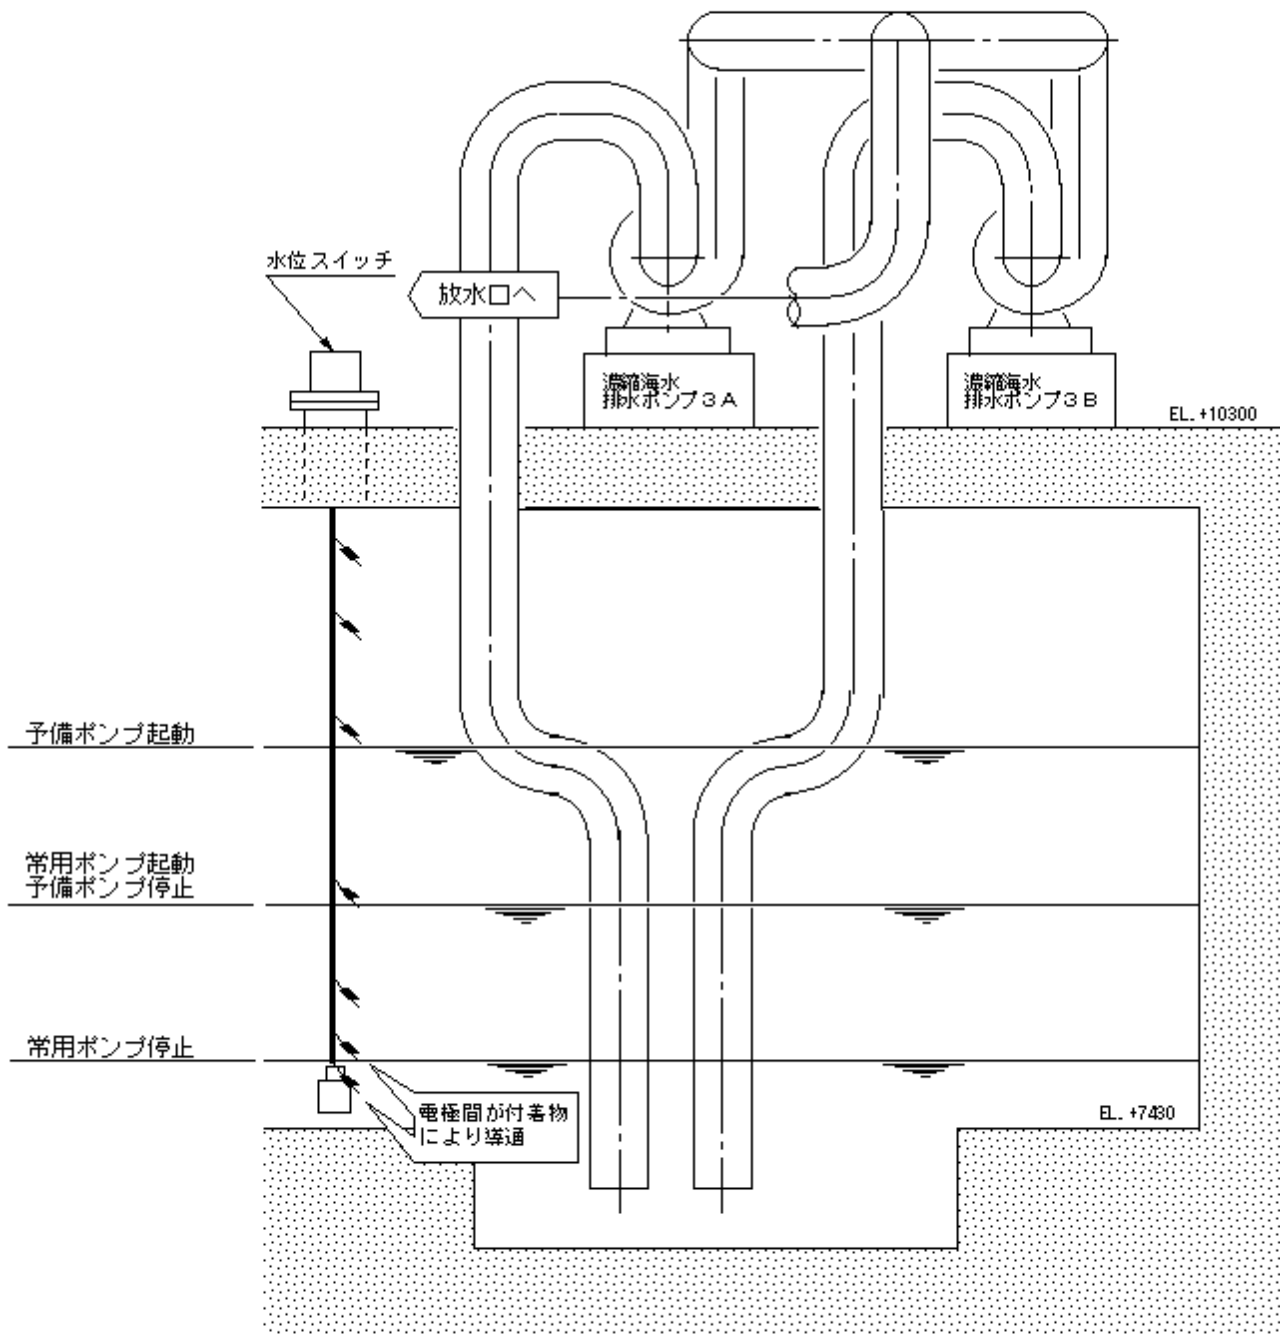 水位スイッチ
放水口へ
濃縮海水
排水ポンプ3A
濃縮海水
排水ポンプ3B
EL. +10300
予備ポンプ起動
常用ポンプ起動
予備ポンプ停止
常用ポンプ停止
電極間が付着物
により導通
EL. +7430